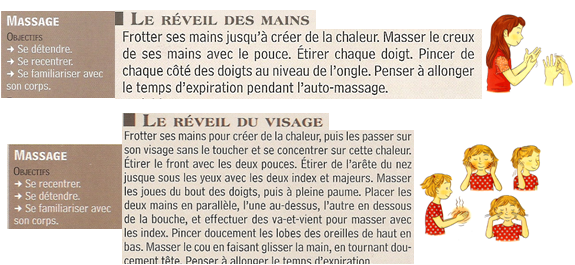 MASSAGE
OBJECTIFS
➔ Se détendre.
➔ Se recentrer.
➔ Se familiariser avec
son corps.
LE RÉVEIL DES MAINS
Frotter ses mains jusqu'à créer de la chaleur. Masser le creux
de ses mains avec le pouce. Étirer chaque doigt. Pincer de
chaque côté des doigts au niveau de l'ongle. Penser à allonger
le temps d'expiration pendant l'auto-massage.
MASSAGE
OBJECTIFS
➔ Se recentrer.
➔ Se détendre.
➔ Se familiariser avec
son corps.
LE RÉVEIL DU VISAGE
Frotter ses mains pour créer de la chaleur, puis les passer sur
son visage sans le toucher et se concentrer sur cette chaleur.
Étirer le front avec les deux pouces. Étirer de l'arête du nez
jusque sous les yeux avec les deux index et majeurs. Masser
les joues du bout des doigts, puis à pleine paume. Placer les
deux mains en parallèle, l'une au-dessus, l'autre en dessous
de la bouche, et effectuer des va-et-vient pour masser avec
les index. Pincer doucement les lobes des oreilles de haut en
bas. Masser le cou en faisant glisser la main, en tournant dou-
cement tête. Penser à allonger le temps d'expiration